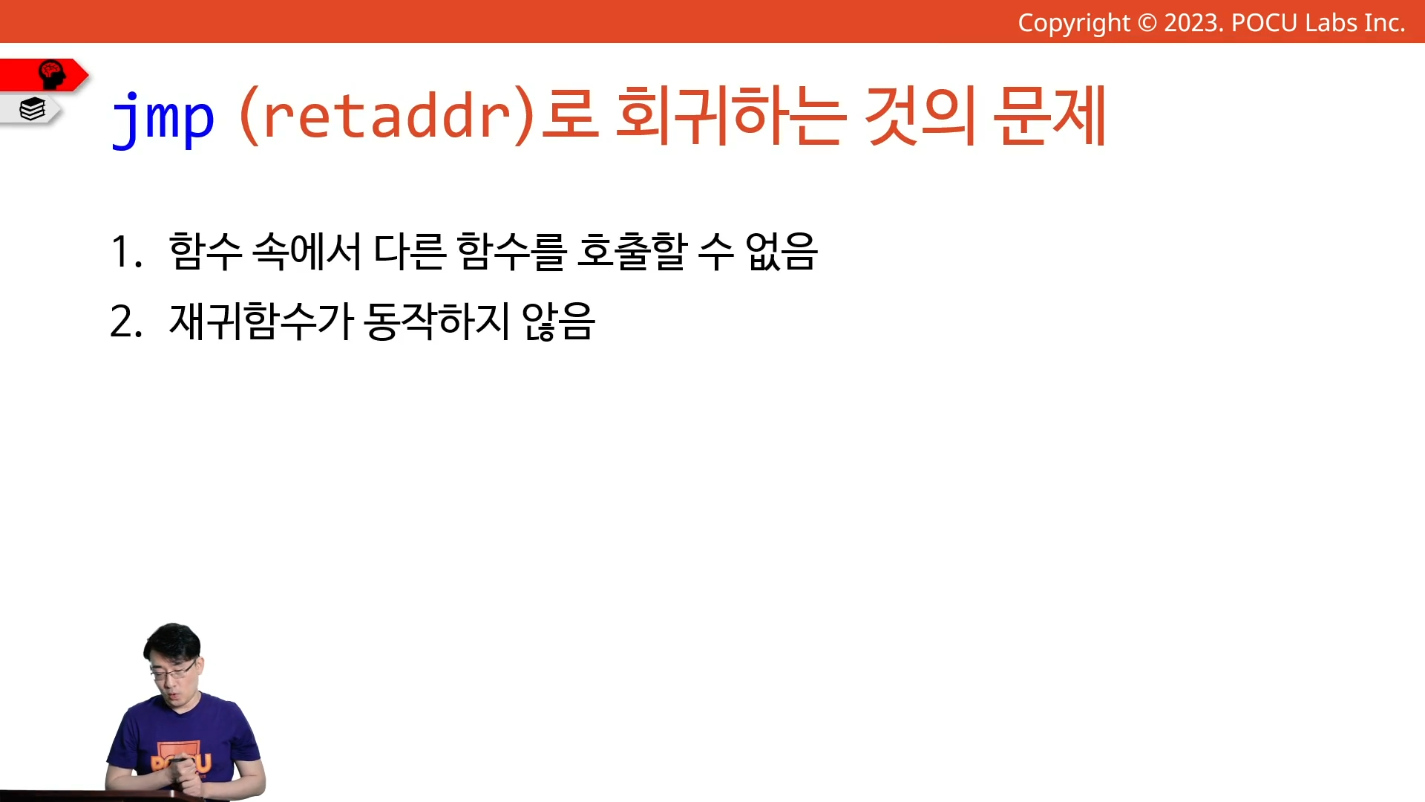 Copyright © 2023. POCU Labs Inc.
jmp (retaddr)로 회귀하는 것의 문제
1. 함수 속에서 다른 함수를 호출할 수 없음
2. 재귀함수가 동작하지 않음